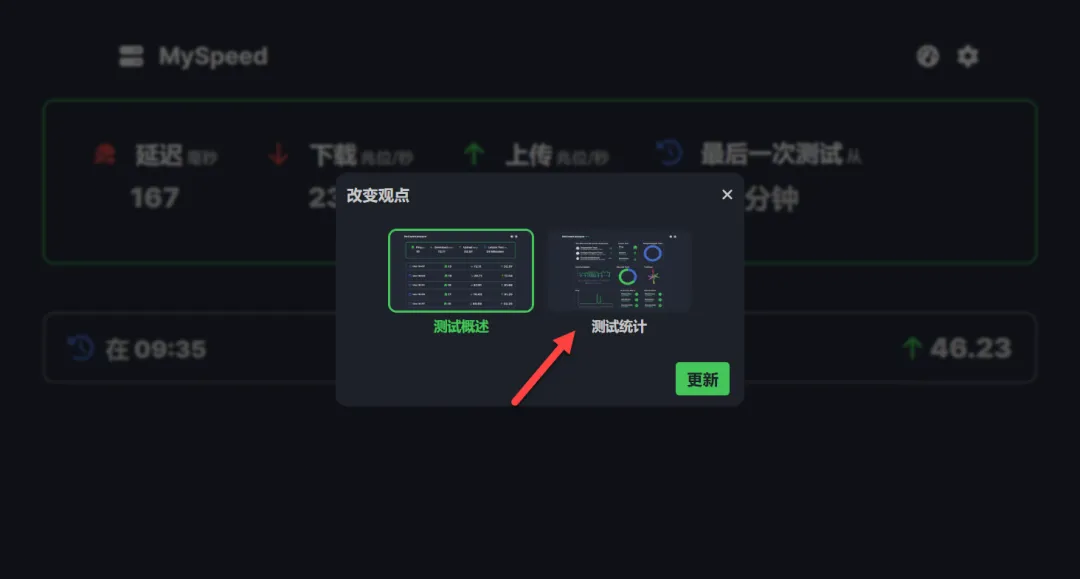 MySpeed
延迟 毫秒
下载 兆位/秒
上传 兆位/秒
最后一次测试 从
167
23
分钟
改变观点
测试概述
测试统计
更新
在 09:35
46.23